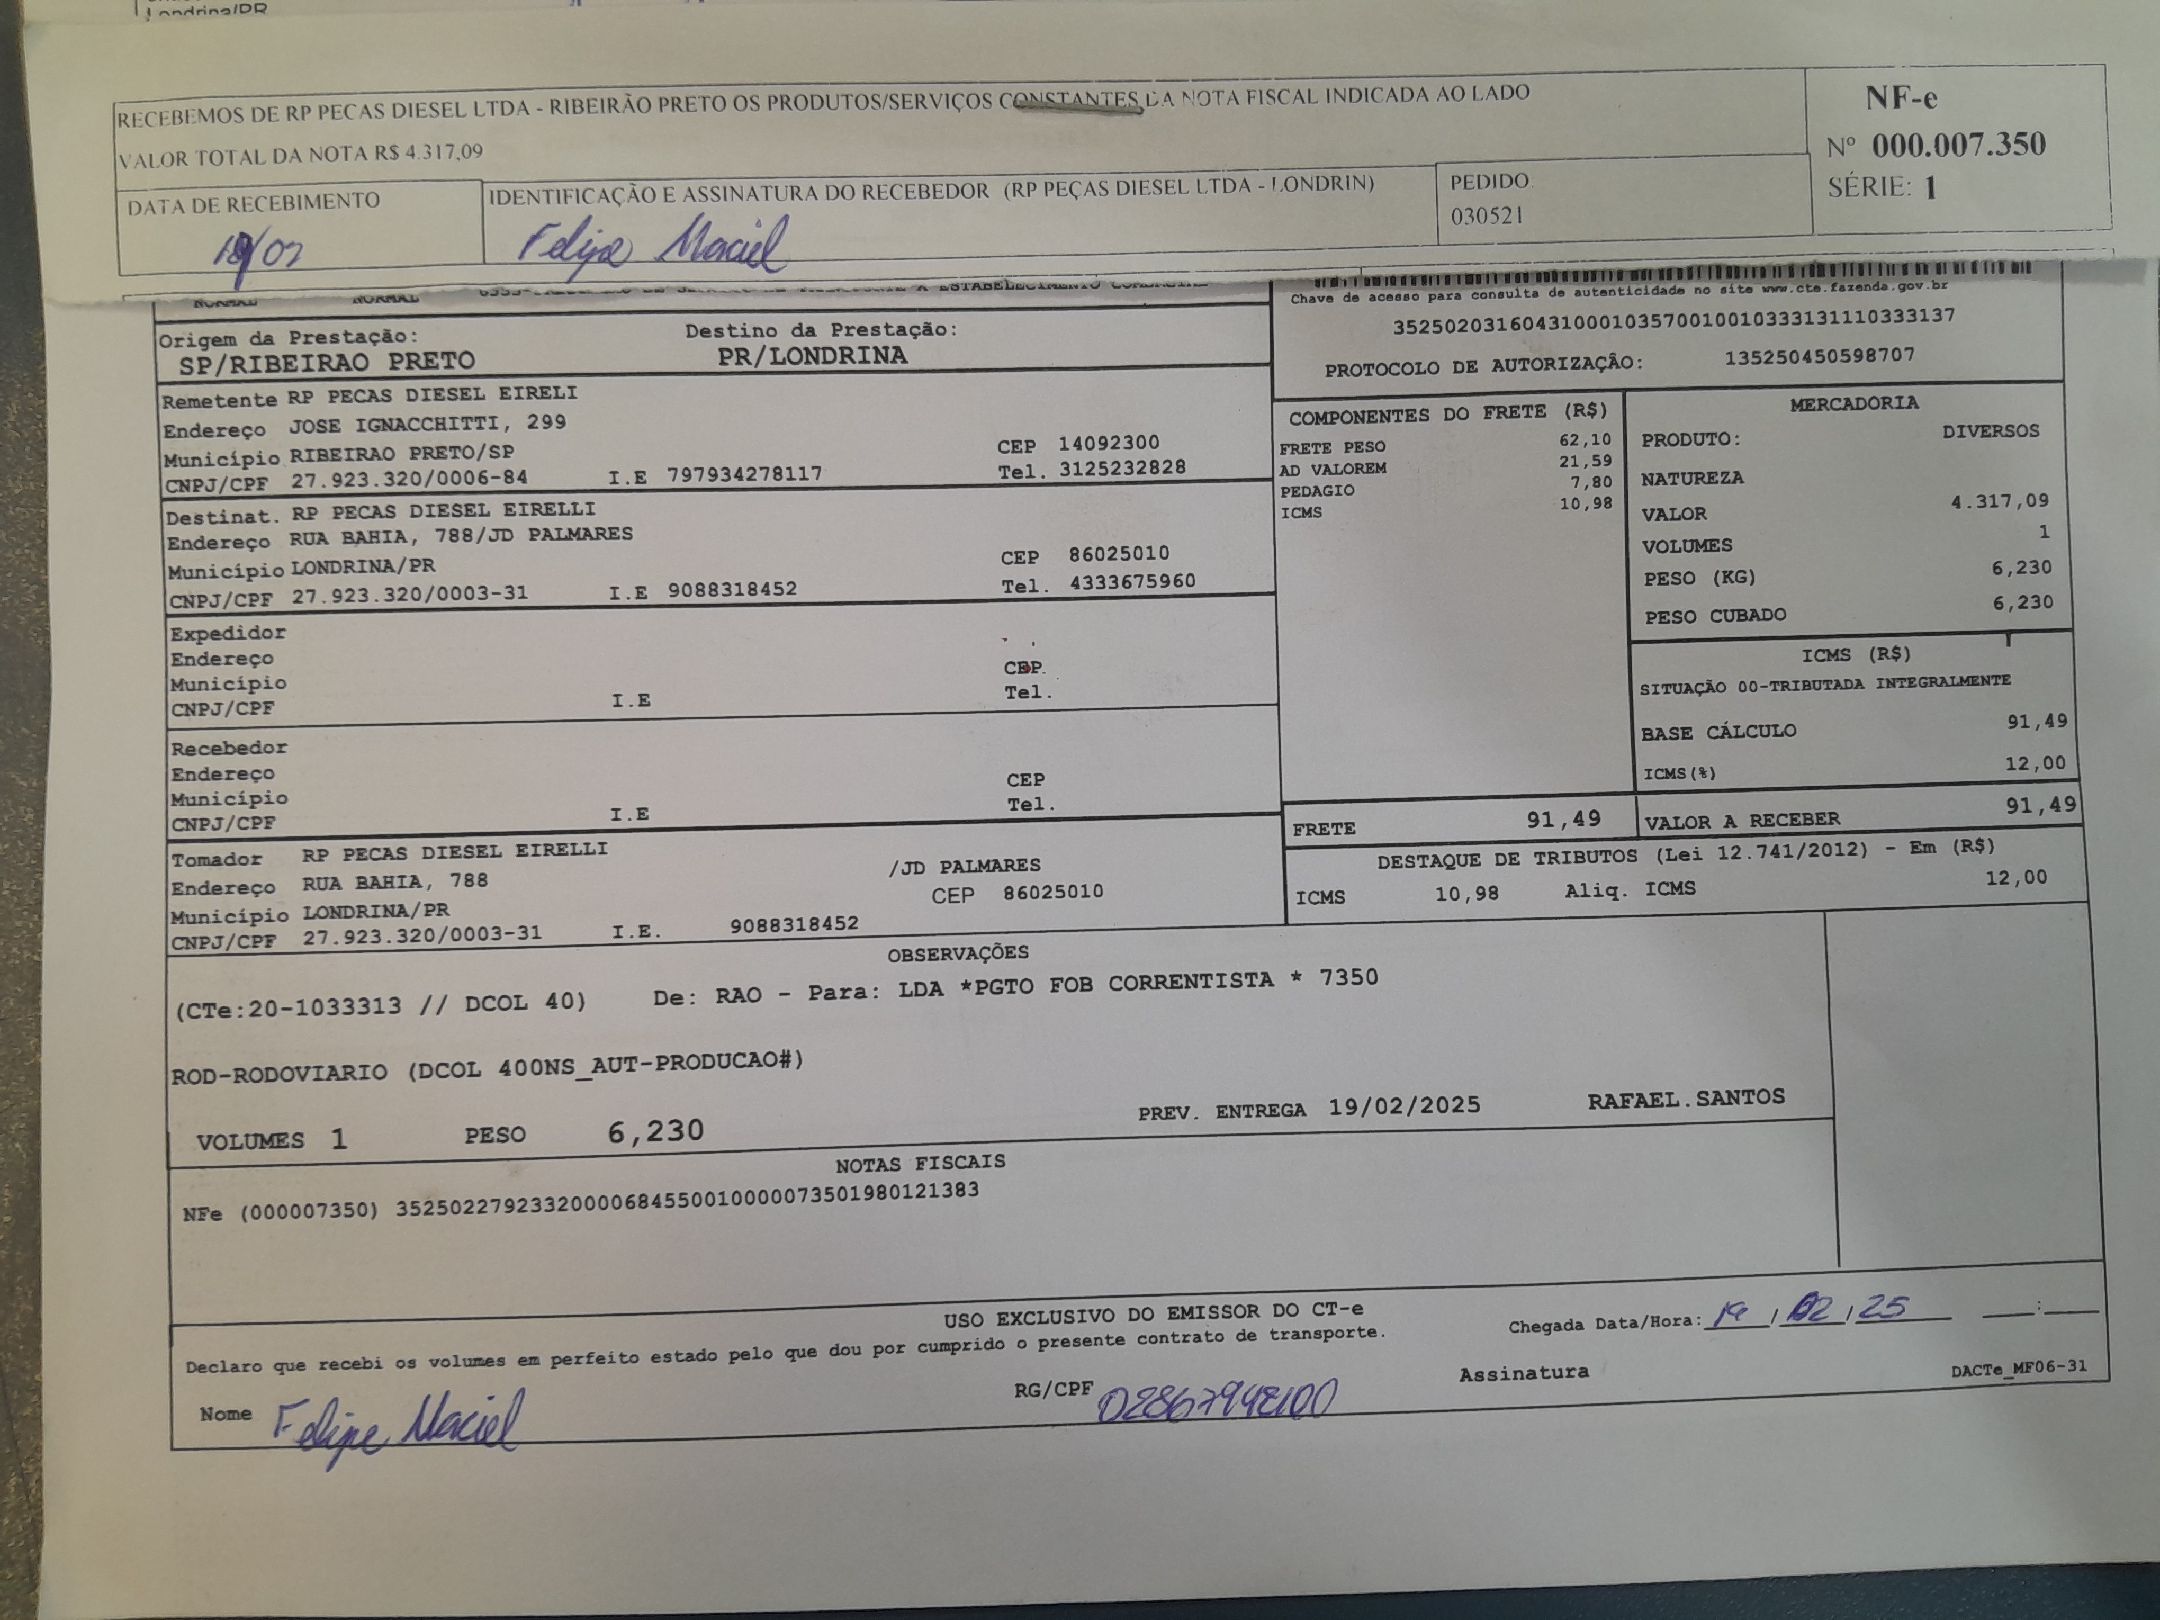 Londrina/PR
RECEBEMOS DE RP PECAS DIESEL LTDA - RIBEIRÃO PRETO OS PRODUTOS/SERVIÇOS CONSTANTES DA NOTA FISCAL INDICADA AO LADO
VALOR TOTAL DA NOTA R$ 4.317,09
DATA DE RECEBIMENTO
/02
IDENTIFICAÇÃO E ASSINATURA DO RECEBEDOR (RP PEÇAS DIESEL LTDA - LONDRIN)
Felipe Maciel
PEDIDO
030521
NF-e
Nº 000.007.350
SÉRIE: 1
NORMAL NORMAL
Chave de acesso para consulta de autenticidade no site www.cte.fazenda.gov.br
35250203160431000103570010010333131110333137
PROTOCOLO DE AUTORIZAÇÃO: 135250450598707
Origem da Prestação:
SP/RIBEIRAO PRETO
Destino da Prestação:
PR/LONDRINA
Remetente RP PECAS DIESEL EIRELI
Endereço JOSE IGNACCHITTI, 299
Município RIBEIRAO PRETO/SP CEP 14092300
CNPJ/CPF 27.923.320/0006-84 I.E 797934278117 Tel. 3125232828
Destinat. RP PECAS DIESEL EIRELLI
Endereço RUA BAHIA, 788/JD PALMARES
Município LONDRINA/PR CEP 86025010
CNPJ/CPF 27.923.320/0003-31 I.E 9088318452 Tel. 4333675960
Expedidor
Endereço
Município CEP
CNPJ/CPF I.E Tel.
Recebedor
Endereço
Município CEP
CNPJ/CPF I.E Tel.
Tomador RP PECAS DIESEL EIRELLI
Endereço RUA BAHIA, 788 /JD PALMARES
Município LONDRINA/PR CEP 86025010
CNPJ/CPF 27.923.320/0003-31 I.E. 9088318452
COMPONENTES DO FRETE (R$)
FRETE PESO 62,10
AD VALOREM 21,59
PEDAGIO 7,80
ICMS 10,98
MERCADORIA
PRODUTO: DIVERSOS
NATUREZA
VALOR 4.317,09
VOLUMES 1
PESO (KG) 6,230
PESO CUBADO 6,230
ICMS (R$)
SITUAÇÃO 00-TRIBUTADA INTEGRALMENTE
BASE CÁLCULO 91,49
ICMS(%) 12,00
FRETE 91,49
VALOR A RECEBER 91,49
DESTAQUE DE TRIBUTOS (Lei 12.741/2012) - Em (R$)
ICMS 10,98 Aliq. ICMS 12,00
OBSERVAÇÕES
(CTe:20-1033313 // DCOL 40) De: RAO - Para: LDA *PGTO FOB CORRENTISTA * 7350
ROD-RODOVIARIO (DCOL 400NS_AUT-PRODUCAO#)
VOLUMES 1 PESO 6,230 PREV. ENTREGA 19/02/2025 RAFAEL.SANTOS
NOTAS FISCAIS
NFe (000007350) 35250227923320000684550010000073501980121383
USO EXCLUSIVO DO EMISSOR DO CT-e
Declaro que recebi os volumes em perfeito estado pelo que dou por cumprido o presente contrato de transporte.
Chegada Data/Hora: 19/02/25 :
Nome Felipe Maciel
RG/CPF
Assinatura
DACTe_MF06-31